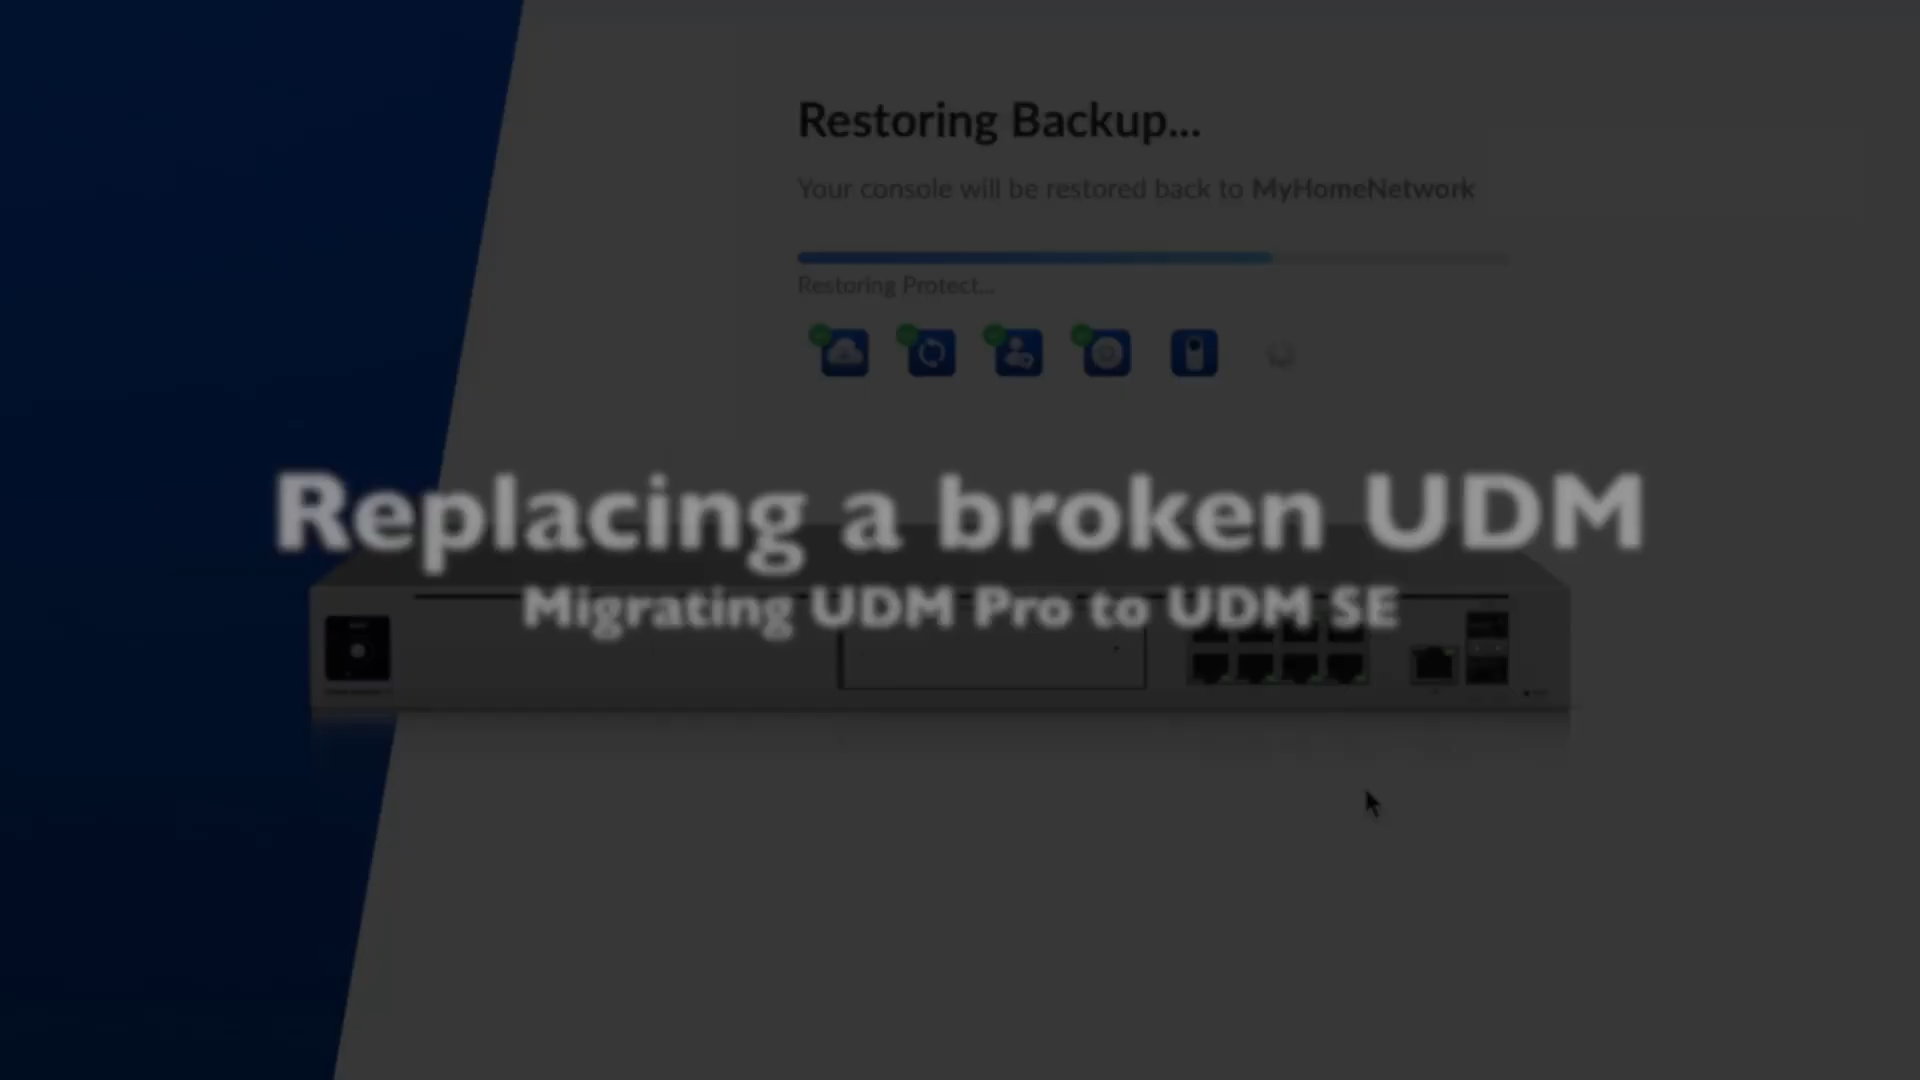 Restoring Backup...
Your console will be restored back to MyHomeNetwork
Restoring Protect...
Replacing a broken UDM
Migrating UDM Pro to UDM SE